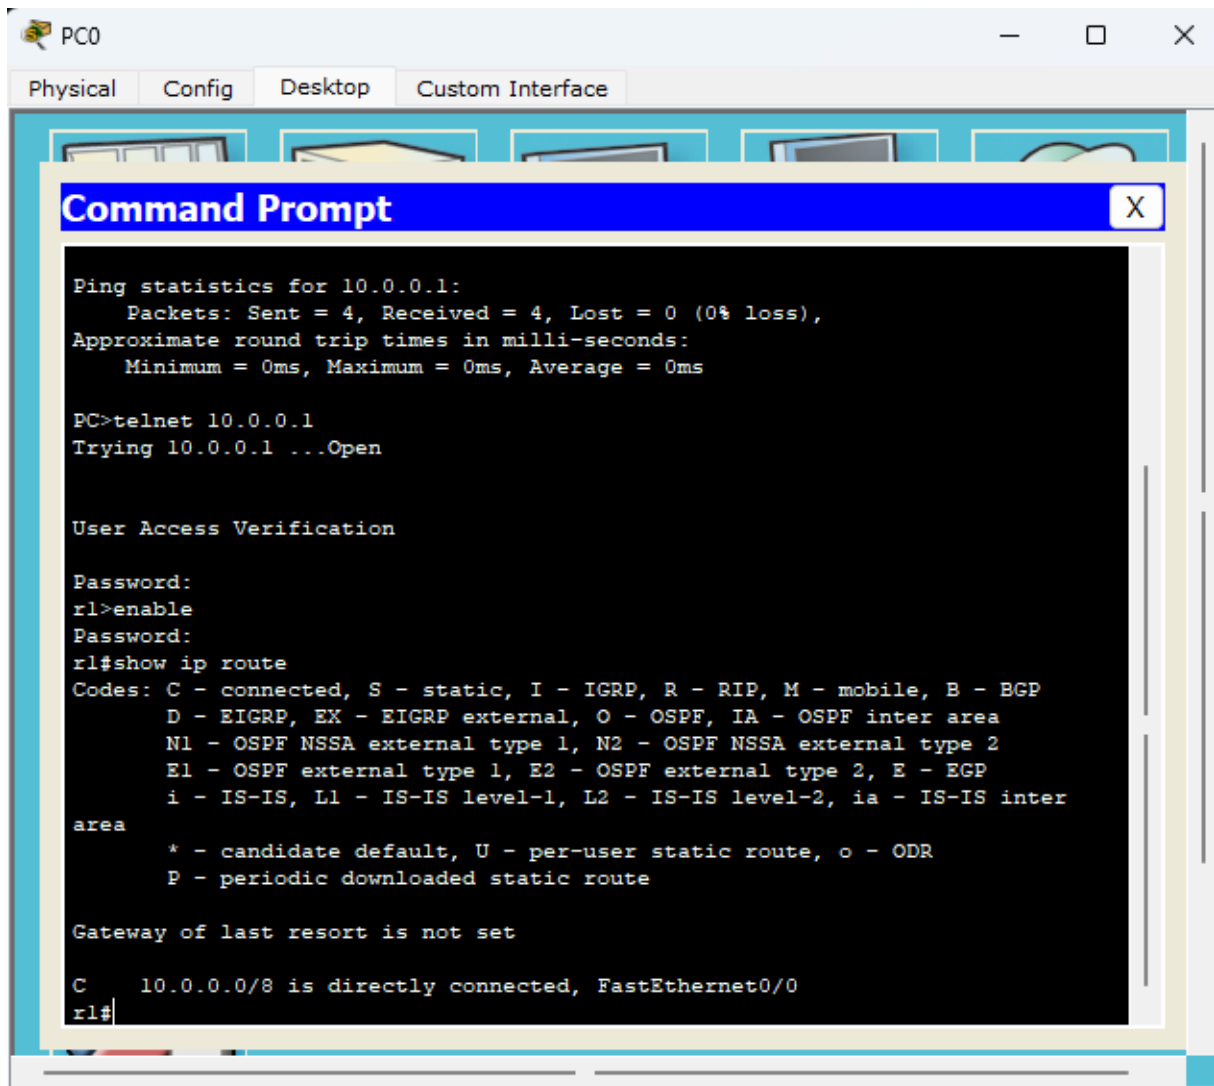 PC0
Physical Config Desktop Custom Interface
Command Prompt
X
Ping statistics for 10.0.0.1:
    Packets: Sent = 4, Received = 4, Lost = 0 (0% loss),
Approximate round trip times in milli-seconds:
    Minimum = 0ms, Maximum = 0ms, Average = 0ms
PC>telnet 10.0.0.1
Trying 10.0.0.1 ...Open
User Access Verification
Password:
r1>enable
Password:
r1#show ip route
Codes: C - connected, S - static, I - IGRP, R - RIP, M - mobile, B - BGP
       D - EIGRP, EX - EIGRP external, O - OSPF, IA - OSPF inter area
       N1 - OSPF NSSA external type 1, N2 - OSPF NSSA external type 2
       E1 - OSPF external type 1, E2 - OSPF external type 2, E - EGP
       i - IS-IS, L1 - IS-IS level-1, L2 - IS-IS level-2, ia - IS-IS inter
area
       * - candidate default, U - per-user static route, o - ODR
       P - periodic downloaded static route
Gateway of last resort is not set
C    10.0.0.0/8 is directly connected, FastEthernet0/0
r1#